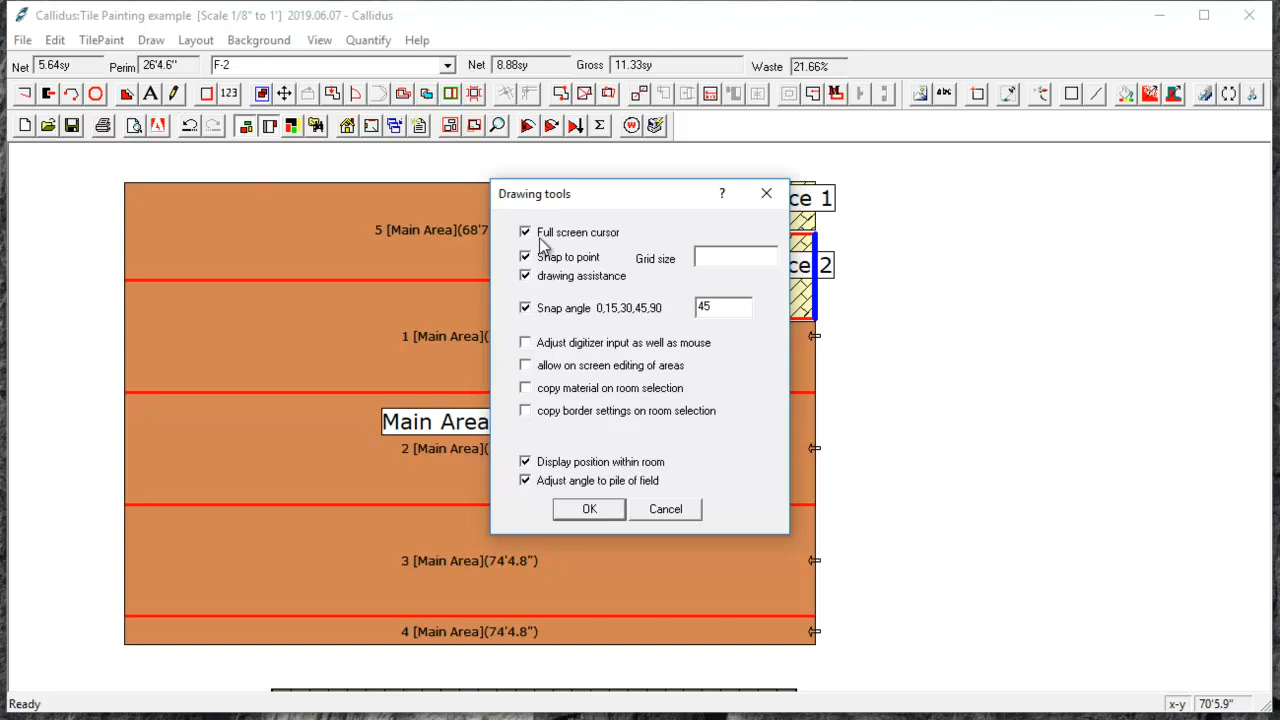 Callidus:Tile Painting example [Scale 1/8" to 1'] 2019.06.07 - Callidus
File Edit TilePaint Draw Layout Background View Quantify Help
Net 5.64sy Perim 26'4.6" F-2 Net 8.88sy Gross 11.33sy Waste 21.66%
A 123 abc
Σ W
Drawing tools ?
ce 1
5 [Main Area](68'7
Full screen cursor
Snap to point Grid size
ce 2
drawing assistance
Snap angle 0,15,30,45,90 45
1 [Main Area](
Adjust digitizer input as well as mouse
allow on screen editing of areas
copy material on room selection
copy border settings on room selection
Main Area
2 [Main Area](
Display position within room
Adjust angle to pile of field
OK Cancel
3 [Main Area](74'4.8")
4 [Main Area](74'4.8")
Ready x-y 70'5.9"